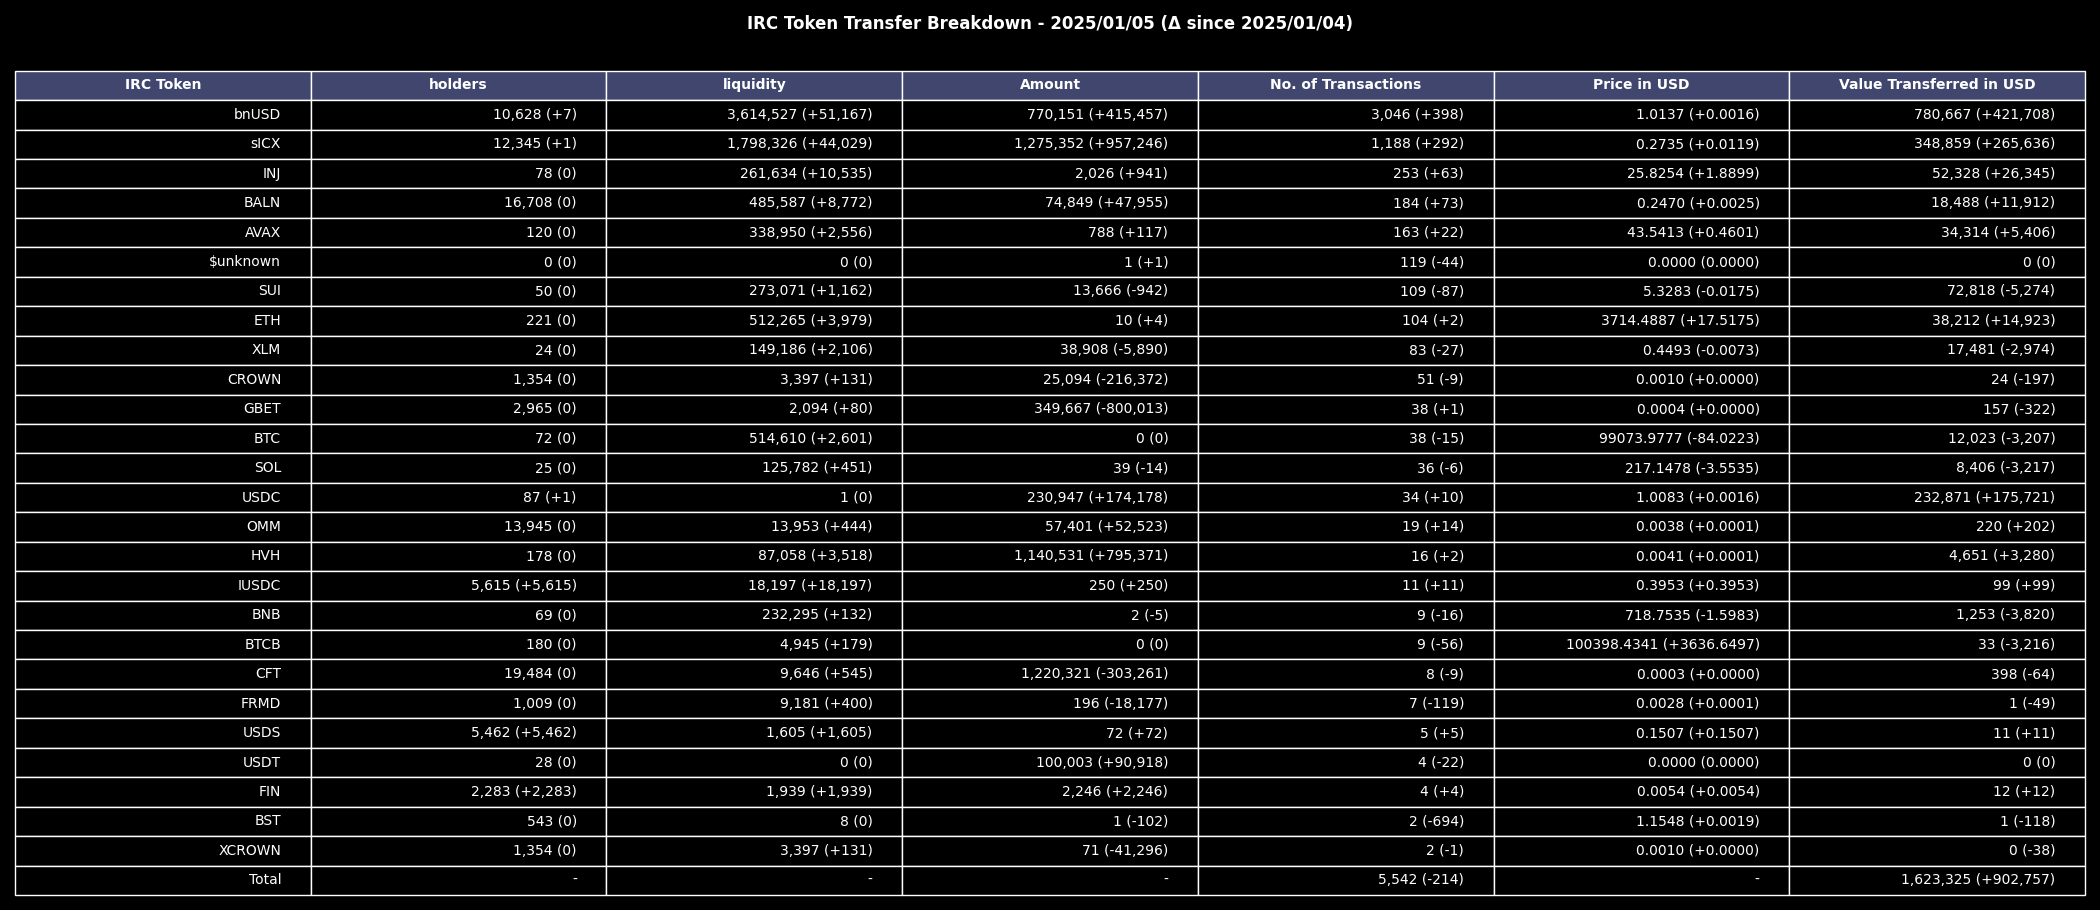 IRC Token Transfer Breakdown - 2025/01/05 (Δ since 2025/01/04)
IRC Token holders liquidity Amount No. of Transactions Price in USD Value Transferred in USD
bnUSD 10,628 (+7) 3,614,527 (+51,167) 770,151 (+415,457) 3,046 (+398) 1.0137 (+0.0016) 780,667 (+421,708)
sICX 12,345 (+1) 1,798,326 (+44,029) 1,275,352 (+957,246) 1,188 (+292) 0.2735 (+0.0119) 348,859 (+265,636)
INJ 78 (0) 261,634 (+10,535) 2,026 (+941) 253 (+63) 25.8254 (+1.8899) 52,328 (+26,345)
BALN 16,708 (0) 485,587 (+8,772) 74,849 (+47,955) 184 (+73) 0.2470 (+0.0025) 18,488 (+11,912)
AVAX 120 (0) 338,950 (+2,556) 788 (+117) 163 (+22) 43.5413 (+0.4601) 34,314 (+5,406)
$unknown 0 (0) 0 (0) 1 (+1) 119 (-44) 0.0000 (0.0000) 0 (0)
SUI 50 (0) 273,071 (+1,162) 13,666 (-942) 109 (-87) 5.3283 (-0.0175) 72,818 (-5,274)
ETH 221 (0) 512,265 (+3,979) 10 (+4) 104 (+2) 3714.4887 (+17.5175) 38,212 (+14,923)
XLM 24 (0) 149,186 (+2,106) 38,908 (-5,890) 83 (-27) 0.4493 (-0.0073) 17,481 (-2,974)
CROWN 1,354 (0) 3,397 (+131) 25,094 (-216,372) 51 (-9) 0.0010 (+0.0000) 24 (-197)
GBET 2,965 (0) 2,094 (+80) 349,667 (-800,013) 38 (+1) 0.0004 (+0.0000) 157 (-322)
BTC 72 (0) 514,610 (+2,601) 0 (0) 38 (-15) 99073.9777 (-84.0223) 12,023 (-3,207)
SOL 25 (0) 125,782 (+451) 39 (-14) 36 (-6) 217.1478 (-3.5535) 8,406 (-3,217)
USDC 87 (+1) 1 (0) 230,947 (+174,178) 34 (+10) 1.0083 (+0.0016) 232,871 (+175,721)
OMM 13,945 (0) 13,953 (+444) 57,401 (+52,523) 19 (+14) 0.0038 (+0.0001) 220 (+202)
HVH 178 (0) 87,058 (+3,518) 1,140,531 (+795,371) 16 (+2) 0.0041 (+0.0001) 4,651 (+3,280)
IUSDC 5,615 (+5,615) 18,197 (+18,197) 250 (+250) 11 (+11) 0.3953 (+0.3953) 99 (+99)
BNB 69 (0) 232,295 (+132) 2 (-5) 9 (-16) 718.7535 (-1.5983) 1,253 (-3,820)
BTCB 180 (0) 4,945 (+179) 0 (0) 9 (-56) 100398.4341 (+3636.6497) 33 (-3,216)
CFT 19,484 (0) 9,646 (+545) 1,220,321 (-303,261) 8 (-9) 0.0003 (+0.0000) 398 (-64)
FRMD 1,009 (0) 9,181 (+400) 196 (-18,177) 7 (-119) 0.0028 (+0.0001) 1 (-49)
USDS 5,462 (+5,462) 1,605 (+1,605) 72 (+72) 5 (+5) 0.1507 (+0.1507) 11 (+11)
USDT 28 (0) 0 (0) 100,003 (+90,918) 4 (-22) 0.0000 (0.0000) 0 (0)
FIN 2,283 (+2,283) 1,939 (+1,939) 2,246 (+2,246) 4 (+4) 0.0054 (+0.0054) 12 (+12)
BST 543 (0) 8 (0) 1 (-102) 2 (-694) 1.1548 (+0.0019) 1 (-118)
XCROWN 1,354 (0) 3,397 (+131) 71 (-41,296) 2 (-1) 0.0010 (+0.0000) 0 (-38)
Total - - - 5,542 (-214) - 1,623,325 (+902,757)